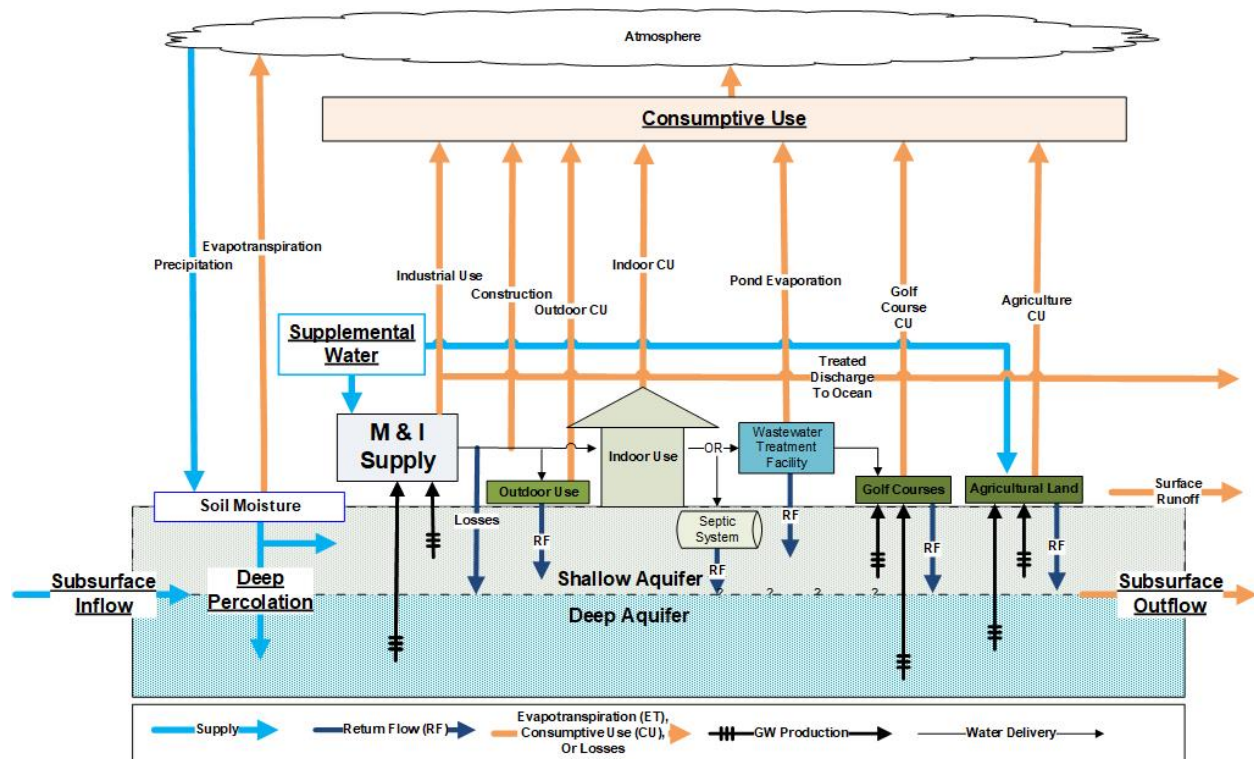 Atmosphere
Consumptive Use
Evapotranspiration
Precipitation
Industrial Use
Construction
Outdoor CU
Indoor CU
Pond Evaporation
Golf
Course
CU
Agriculture
CU
Supplemental
Water
Treated
Discharge
To Ocean
M & I
Supply
Indoor Use
OR
Wastewater
Treatment
Facility
Outdoor Use
Golf Courses
Agricultural Land
Surface
Runoff
Soil Moisture
Losses
RF
Septic
System
RF
RF
RF
RF
Subsurface
Inflow
Deep
Percolation
Shallow Aquifer
? ? ? ?
Deep Aquifer
Subsurface
Outflow
Supply
Return Flow (RF)
Evapotranspiration (ET),
Consumptive Use (CU),
Or Losses
GW Production
Water Delivery